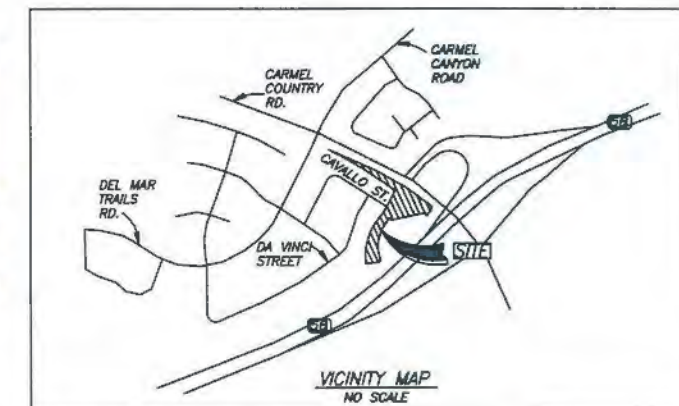 CARMEL
CANYON
ROAD
CARMEL
COUNTRY
RD.
56
CAVALLO ST.
DEL MAR
TRAILS
RD.
DA VINCI
STREET
SITE
56
VICINITY MAP
NO SCALE